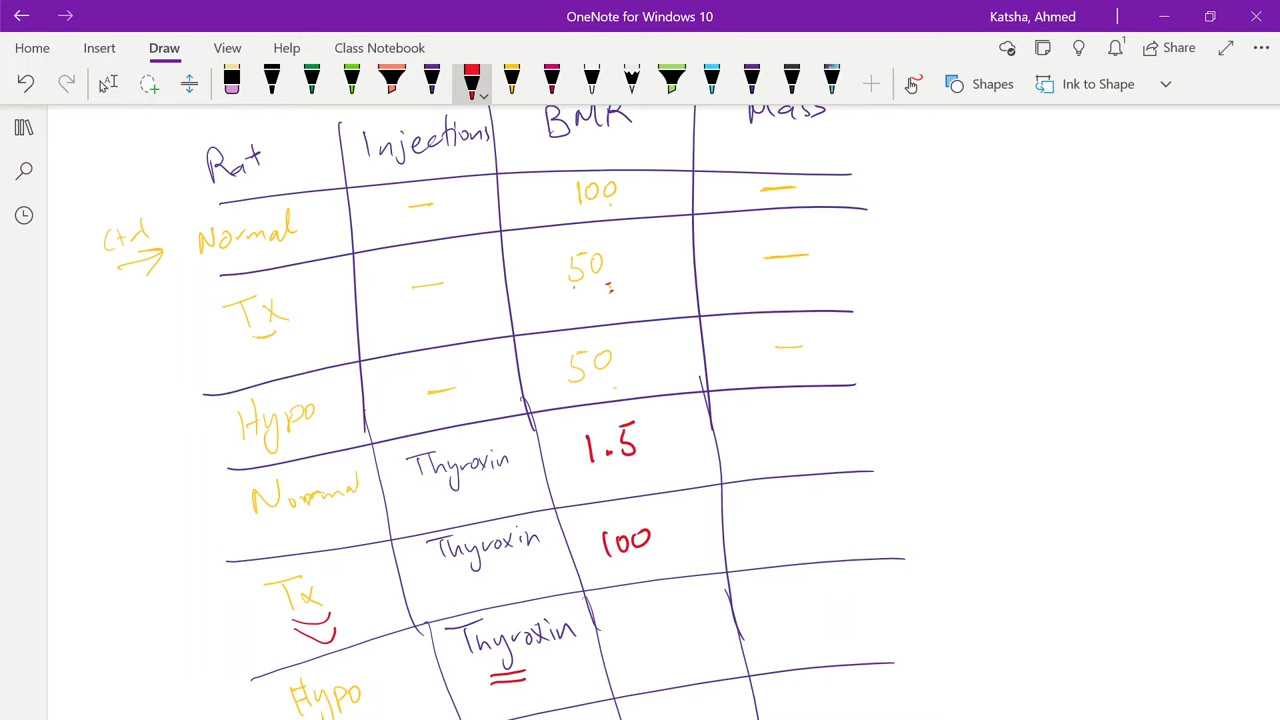 OneNote for Windows 10
Katsha, Ahmed
Home Insert Draw View Help Class Notebook
1 Share
Shapes Ink to Shape
Rat Injections BMR Mass
Ctrl Normal - 100 -
Tx - 50 -
Hypo - 50 -
Normal Thyroxin 1.5
Tx Thyroxin 100
Hypo Thyroxin